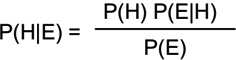 P(H|E) = P(H) P(E|H)
P(E)